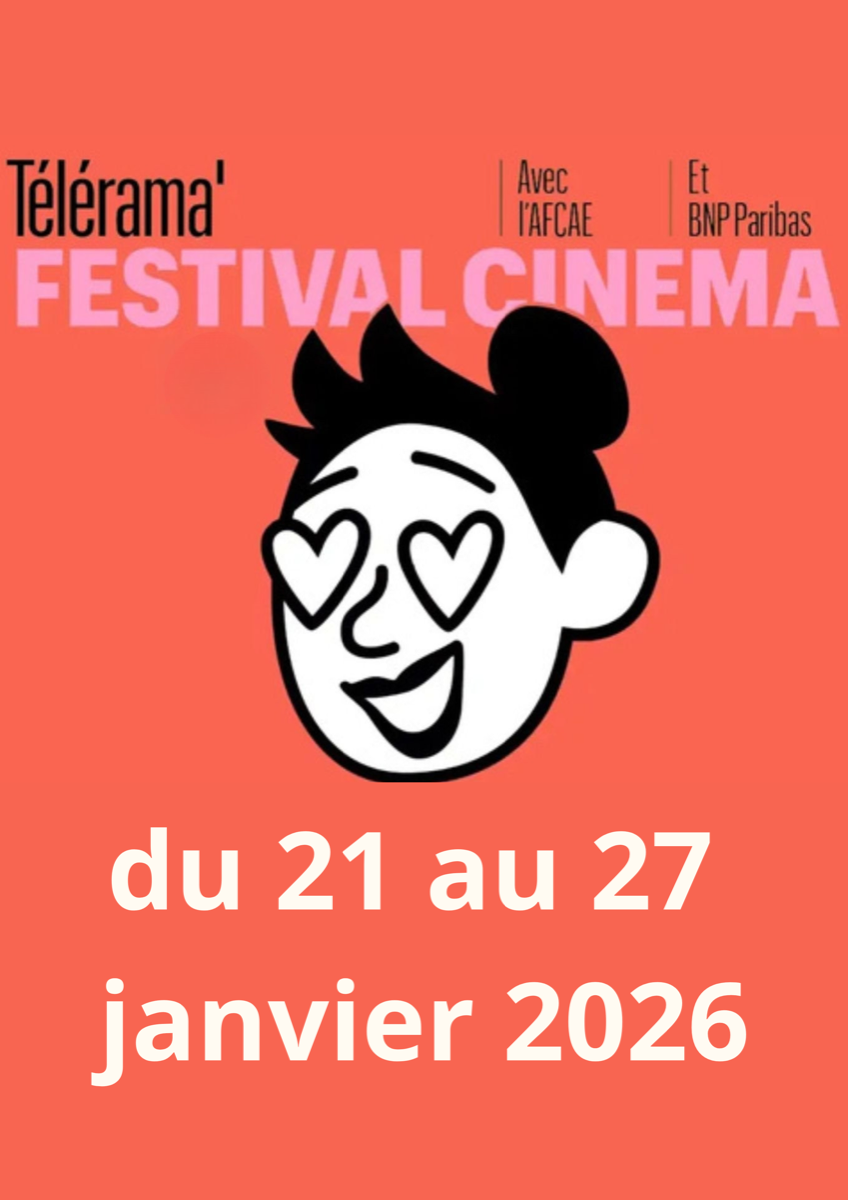 Télérama'
Avec
l'AFCAE
Et
BNP Paribas
FESTIVAL CINEMA
du 21 au 27
janvier 2026